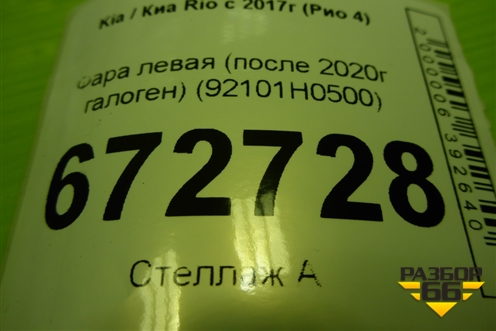 Kia / Киа Rio с 2017г (Рио 4)
Фара левая (после 2020г
галоген) (92101H0500)
672728
Стеллаж А
2000006392640
РАЗБОР
66